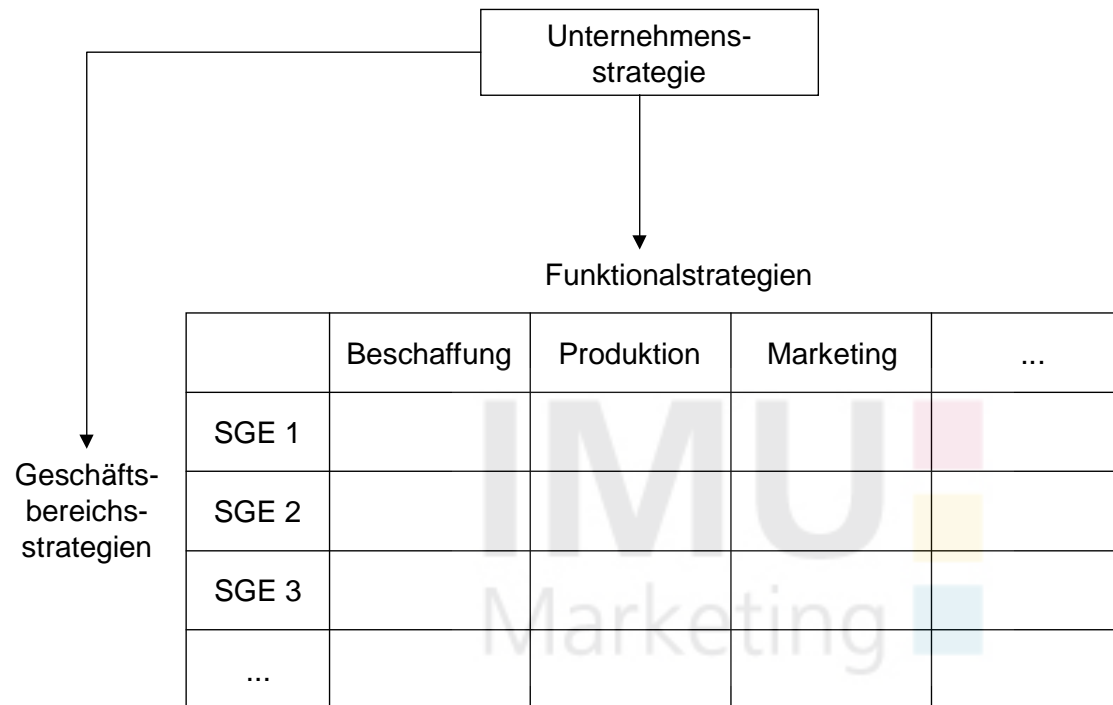 Unternehmens-
strategie
Funktionalstrategien
Beschaffung Produktion Marketing ...
SGE 1
Geschäfts-
bereichs-
strategien
SGE 2
SGE 3
...
IMU
Marketing